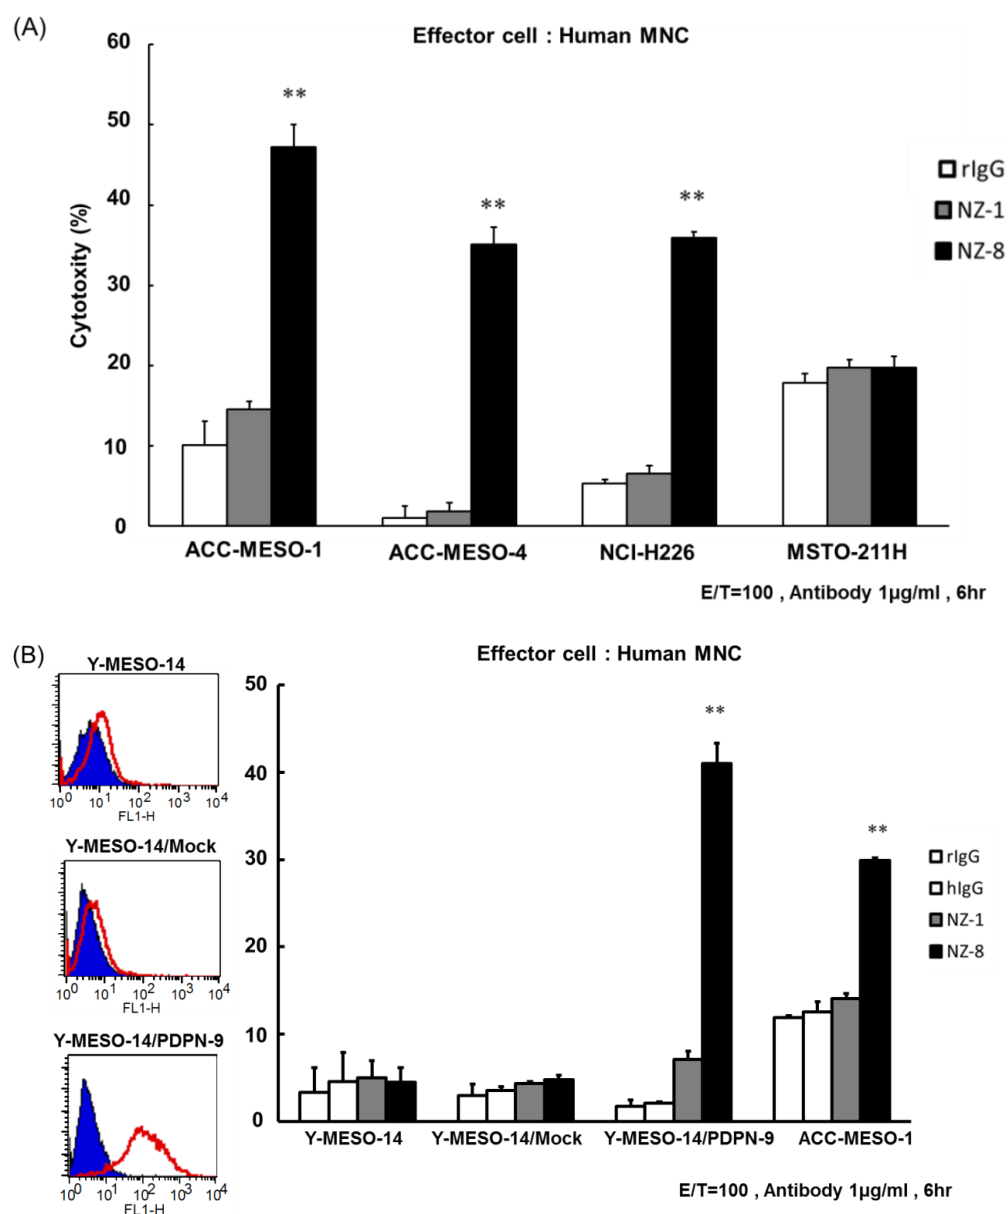 (A)
Effector cell : Human MNC
60
50
40
30
20
10
0
Cytotoxity (%)
**
**
**
rIgG
NZ-1
NZ-8
ACC-MESO-1 ACC-MESO-4 NCI-H226 MSTO-211H
E/T=100 , Antibody 1μg/ml , 6hr
(B)
Y-MESO-14
10⁰ 10¹ 10² 10³ 10⁴
FL1-H
Y-MESO-14/Mock
10⁰ 10¹ 10² 10³ 10⁴
FL1-H
Y-MESO-14/PDPN-9
10⁰ 10¹ 10² 10³ 10⁴
FL1-H
Effector cell : Human MNC
50
40
30
20
10
0
**
**
rIgG
hIgG
NZ-1
NZ-8
Y-MESO-14 Y-MESO-14/Mock Y-MESO-14/PDPN-9 ACC-MESO-1
E/T=100 , Antibody 1μg/ml , 6hr